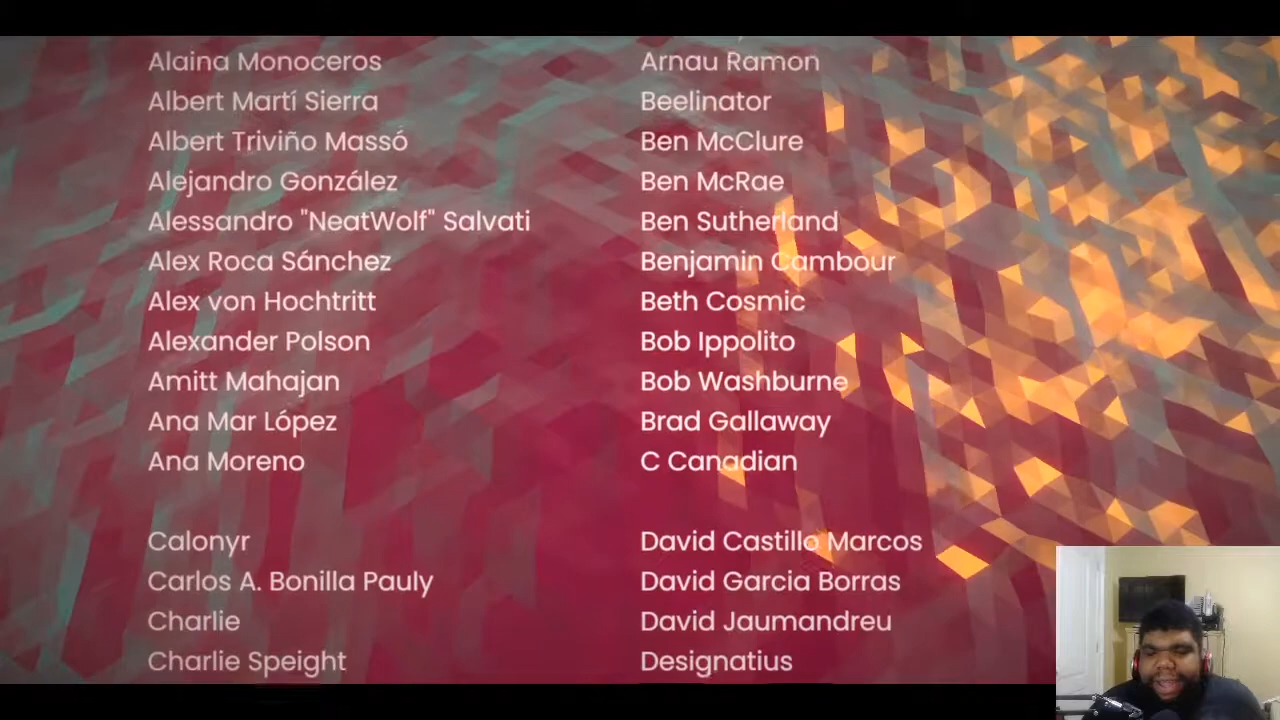 Alaina Monoceros
Albert Martí Sierra
Albert Triviño Massó
Alejandro González
Alessandro "NeatWolf" Salvati
Alex Roca Sánchez
Alex von Hochtritt
Alexander Polson
Amitt Mahajan
Ana Mar López
Ana Moreno
Calonyr
Carlos A. Bonilla Pauly
Charlie
Charlie Speight
Arnau Ramon
Beelinator
Ben McClure
Ben McRae
Ben Sutherland
Benjamin Cambour
Beth Cosmic
Bob Ippolito
Bob Washburne
Brad Gallaway
C Canadian
David Castillo Marcos
David Garcia Borras
David Jaumandreu
Designatius